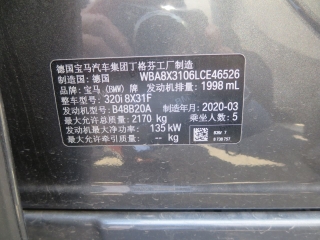 德国宝马汽车集团丁格芬工厂制造
制造国: 德国 WBA8X3106LCE46526
品牌: 宝马 (BMW) 牌 发动机排量: 1998 mL
整车型号: 320i 8X31F
发动机型号: B48B20A 2020-03
最大允许总质量: 2170 kg 乘坐人数: 5
发动机最大净功率: 135 kW
最大允许牵引质量: -- kg